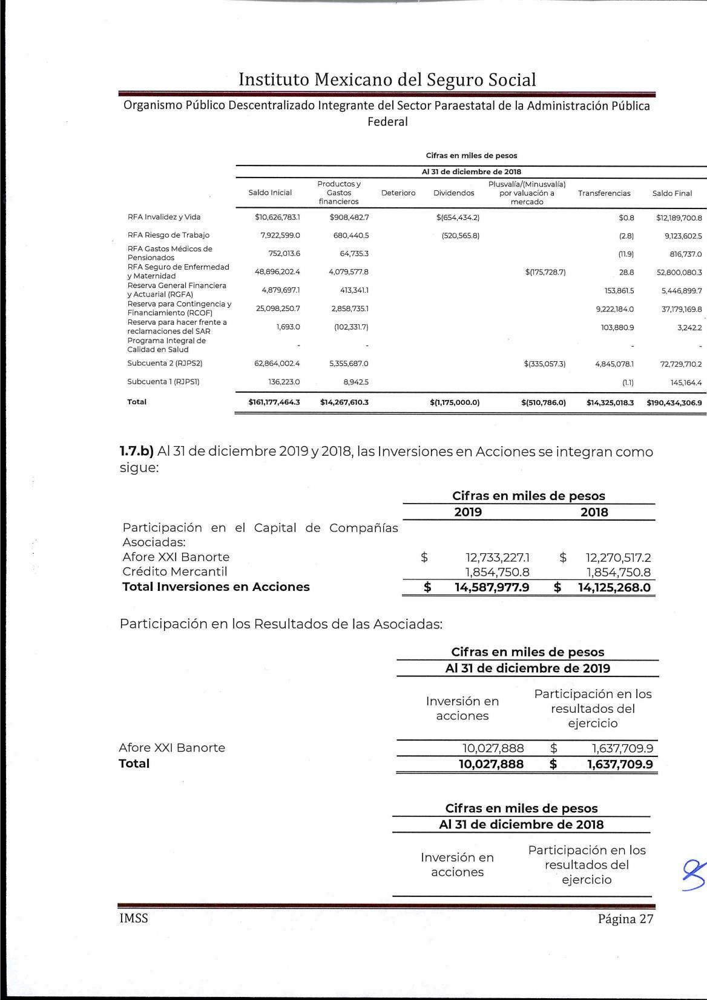 Instituto Mexicano del Seguro Social
Organismo Público Descentralizado Integrante del Sector Paraestatal de la Administración Pública
Federal
Cifras en miles de pesos
Al 31 de diciembre de 2018
Saldo Inicial Productos y Gastos financieros Deterioro Dividendos Plusvalía/(Minusvalía) por valuación a mercado Transferencias Saldo Final
RFA Invalidez y Vida $10,626,783.1 $908,482.7 $(654,434.2) $0.8 $12,189,700.8
RFA Riesgo de Trabajo 7,922,599.0 680,440.5 (520,565.8) (2.8) 9,123,602.5
RFA Gastos Médicos de
Pensionados 752,013.6 64,735.3 (11.9) 816,737.0
RFA Seguro de Enfermedad
y Maternidad 48,896,202.4 4,079,577.8 $(175,728.7) 28.8 52,800,080.3
Reserva General Financiera
y Actuarial (RGFA) 4,879,697.1 413,341.1 153,861.5 5,446,899.7
Reserva para Contingencia y
Financiamiento (RCOF) 25,098,250.7 2,858,735.1 9,222,184.0 37,179,169.8
Reserva para hacer frente a
reclamaciones del SAR 1,693.0 (102,331.7) 103,880.9 3,242.2
Programa Integral de
Calidad en Salud - - - -
Subcuenta 2 (RJPS2) 62,864,002.4 5,355,687.0 $(335,057.3) 4,845,078.1 72,729,710.2
Subcuenta 1 (RJPS1) 136,223.0 8,942.5 (1.1) 145,164.4
Total $161,177,464.3 $14,267,610.3 $(1,175,000.0) $(510,786.0) $14,325,018.3 $190,434,306.9
1.7.b) Al 31 de diciembre 2019 y 2018, las Inversiones en Acciones se integran como
sigue:
Cifras en miles de pesos
2019 2018
Participación en el Capital de Compañías
Asociadas:
Afore XXI Banorte $ 12,733,227.1 $ 12,270,517.2
Crédito Mercantil 1,854,750.8 1,854,750.8
Total Inversiones en Acciones $ 14,587,977.9 $ 14,125,268.0
Participación en los Resultados de las Asociadas:
Cifras en miles de pesos
Al 31 de diciembre de 2019
Inversión en
acciones
Participación en los
resultados del
ejercicio
Afore XXI Banorte 10,027,888 $ 1,637,709.9
Total 10,027,888 $ 1,637,709.9
Cifras en miles de pesos
Al 31 de diciembre de 2018
Inversión en
acciones
Participación en los
resultados del
ejercicio
IMSS Página 27